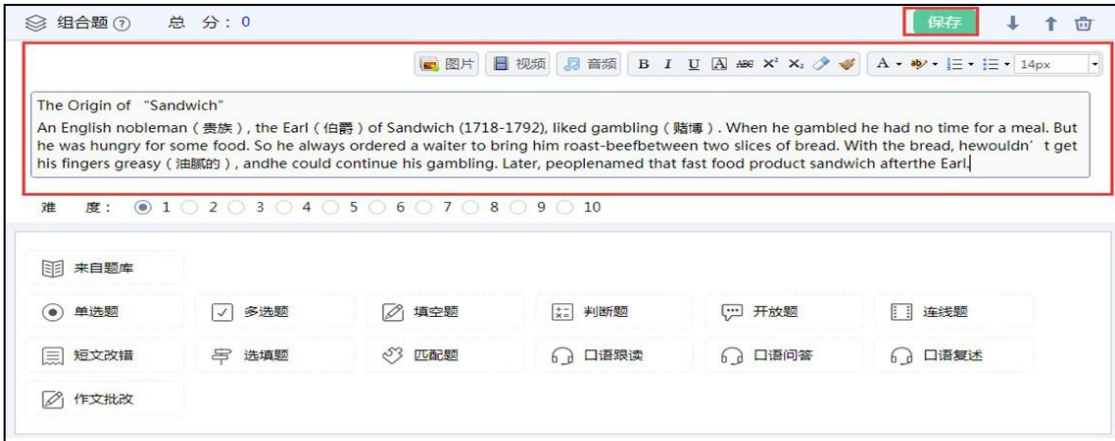 组合题 ? 总 分: 0 保存
图片 视频 音频 B I U A ABC X² X₂ A ab 14px
The Origin of “Sandwich”
An English nobleman（贵族）, the Earl（伯爵）of Sandwich (1718-1792), liked gambling（赌博）. When he gambled he had no time for a meal. But
he was hungry for some food. So he always ordered a waiter to bring him roast-beefbetween two slices of bread. With the bread, hewouldn’t get
his fingers greasy（油腻的）, andhe could continue his gambling. Later, peoplenamed that fast food product sandwich afterthe Earl.
难 度: 1 2 3 4 5 6 7 8 9 10
来自题库
单选题 多选题 填空题 判断题 开放题 连线题
短文改错 选填题 匹配题 口语跟读 口语问答 口语复述
作文批改